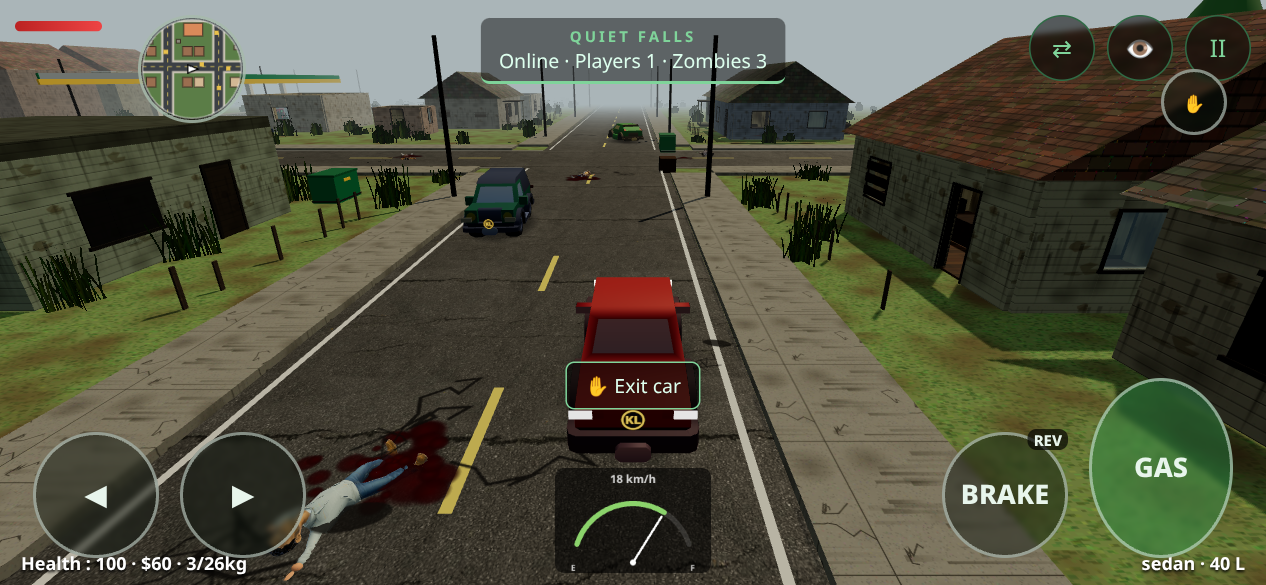 QUIET FALLS
Online · Players 1 · Zombies 3
II
KL
Exit car
KL
18 km/h
E
F
REV
BRAKE
GAS
Health : 100 · $60 · 3/26kg
sedan · 40 L